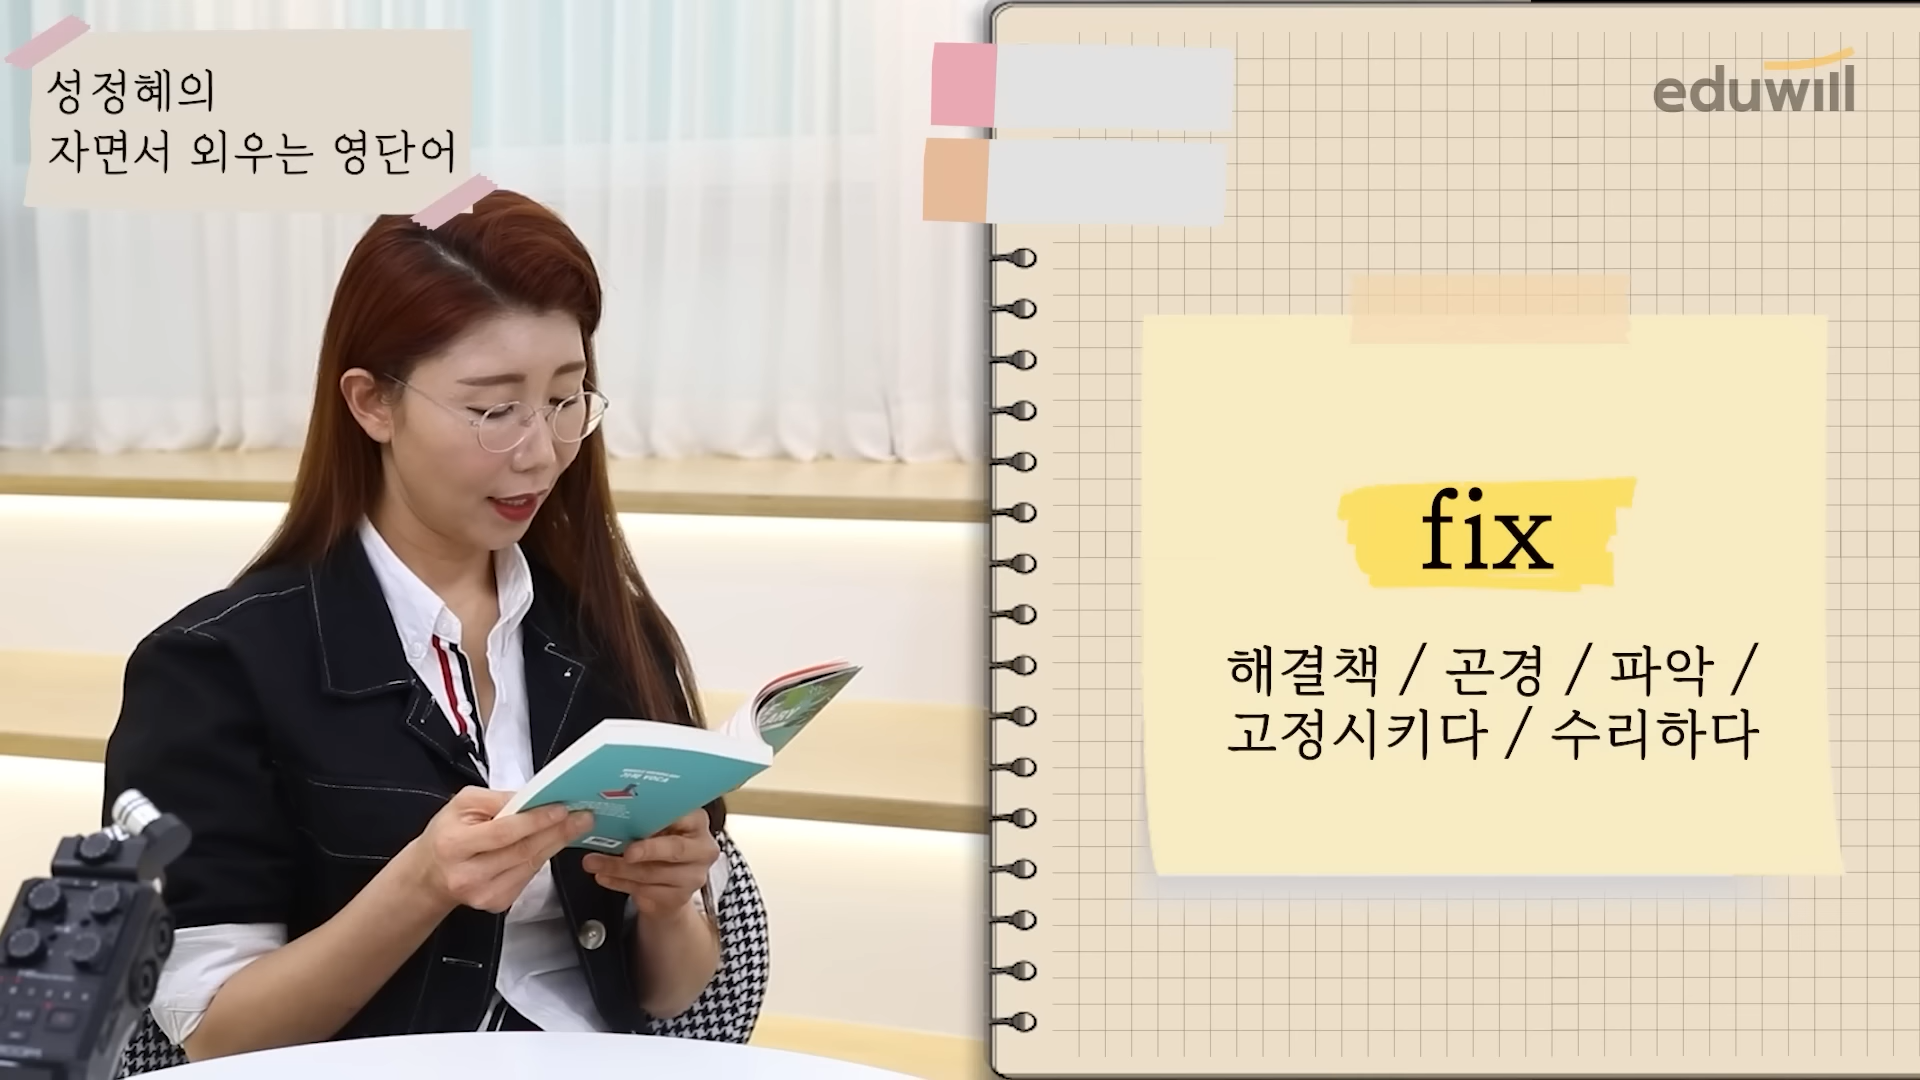 성정혜의
자면서 외우는 영단어
eduwill
fix
해결책 / 곤경 / 파악 /
고정시키다 / 수리하다